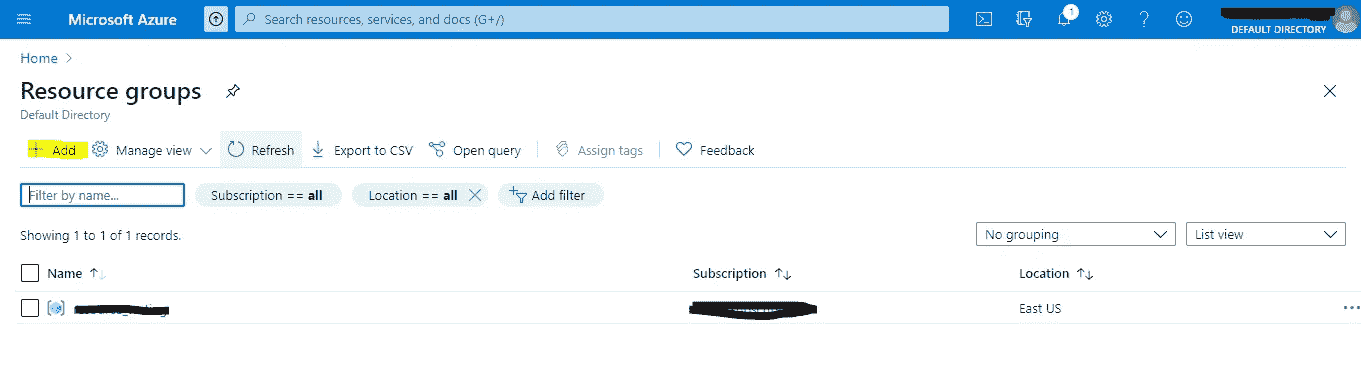 Microsoft Azure Search resources, services, and docs (G+/) 1
DEFAULT DIRECTORY
Home >
Resource groups
Default Directory
+ Add Manage view Refresh Export to CSV Open query Assign tags Feedback
Filter by name... Subscription == all Location == all Add filter
Showing 1 to 1 of 1 records. No grouping List view
Name ↑↓ Subscription ↑↓ Location ↑↓
East US ...